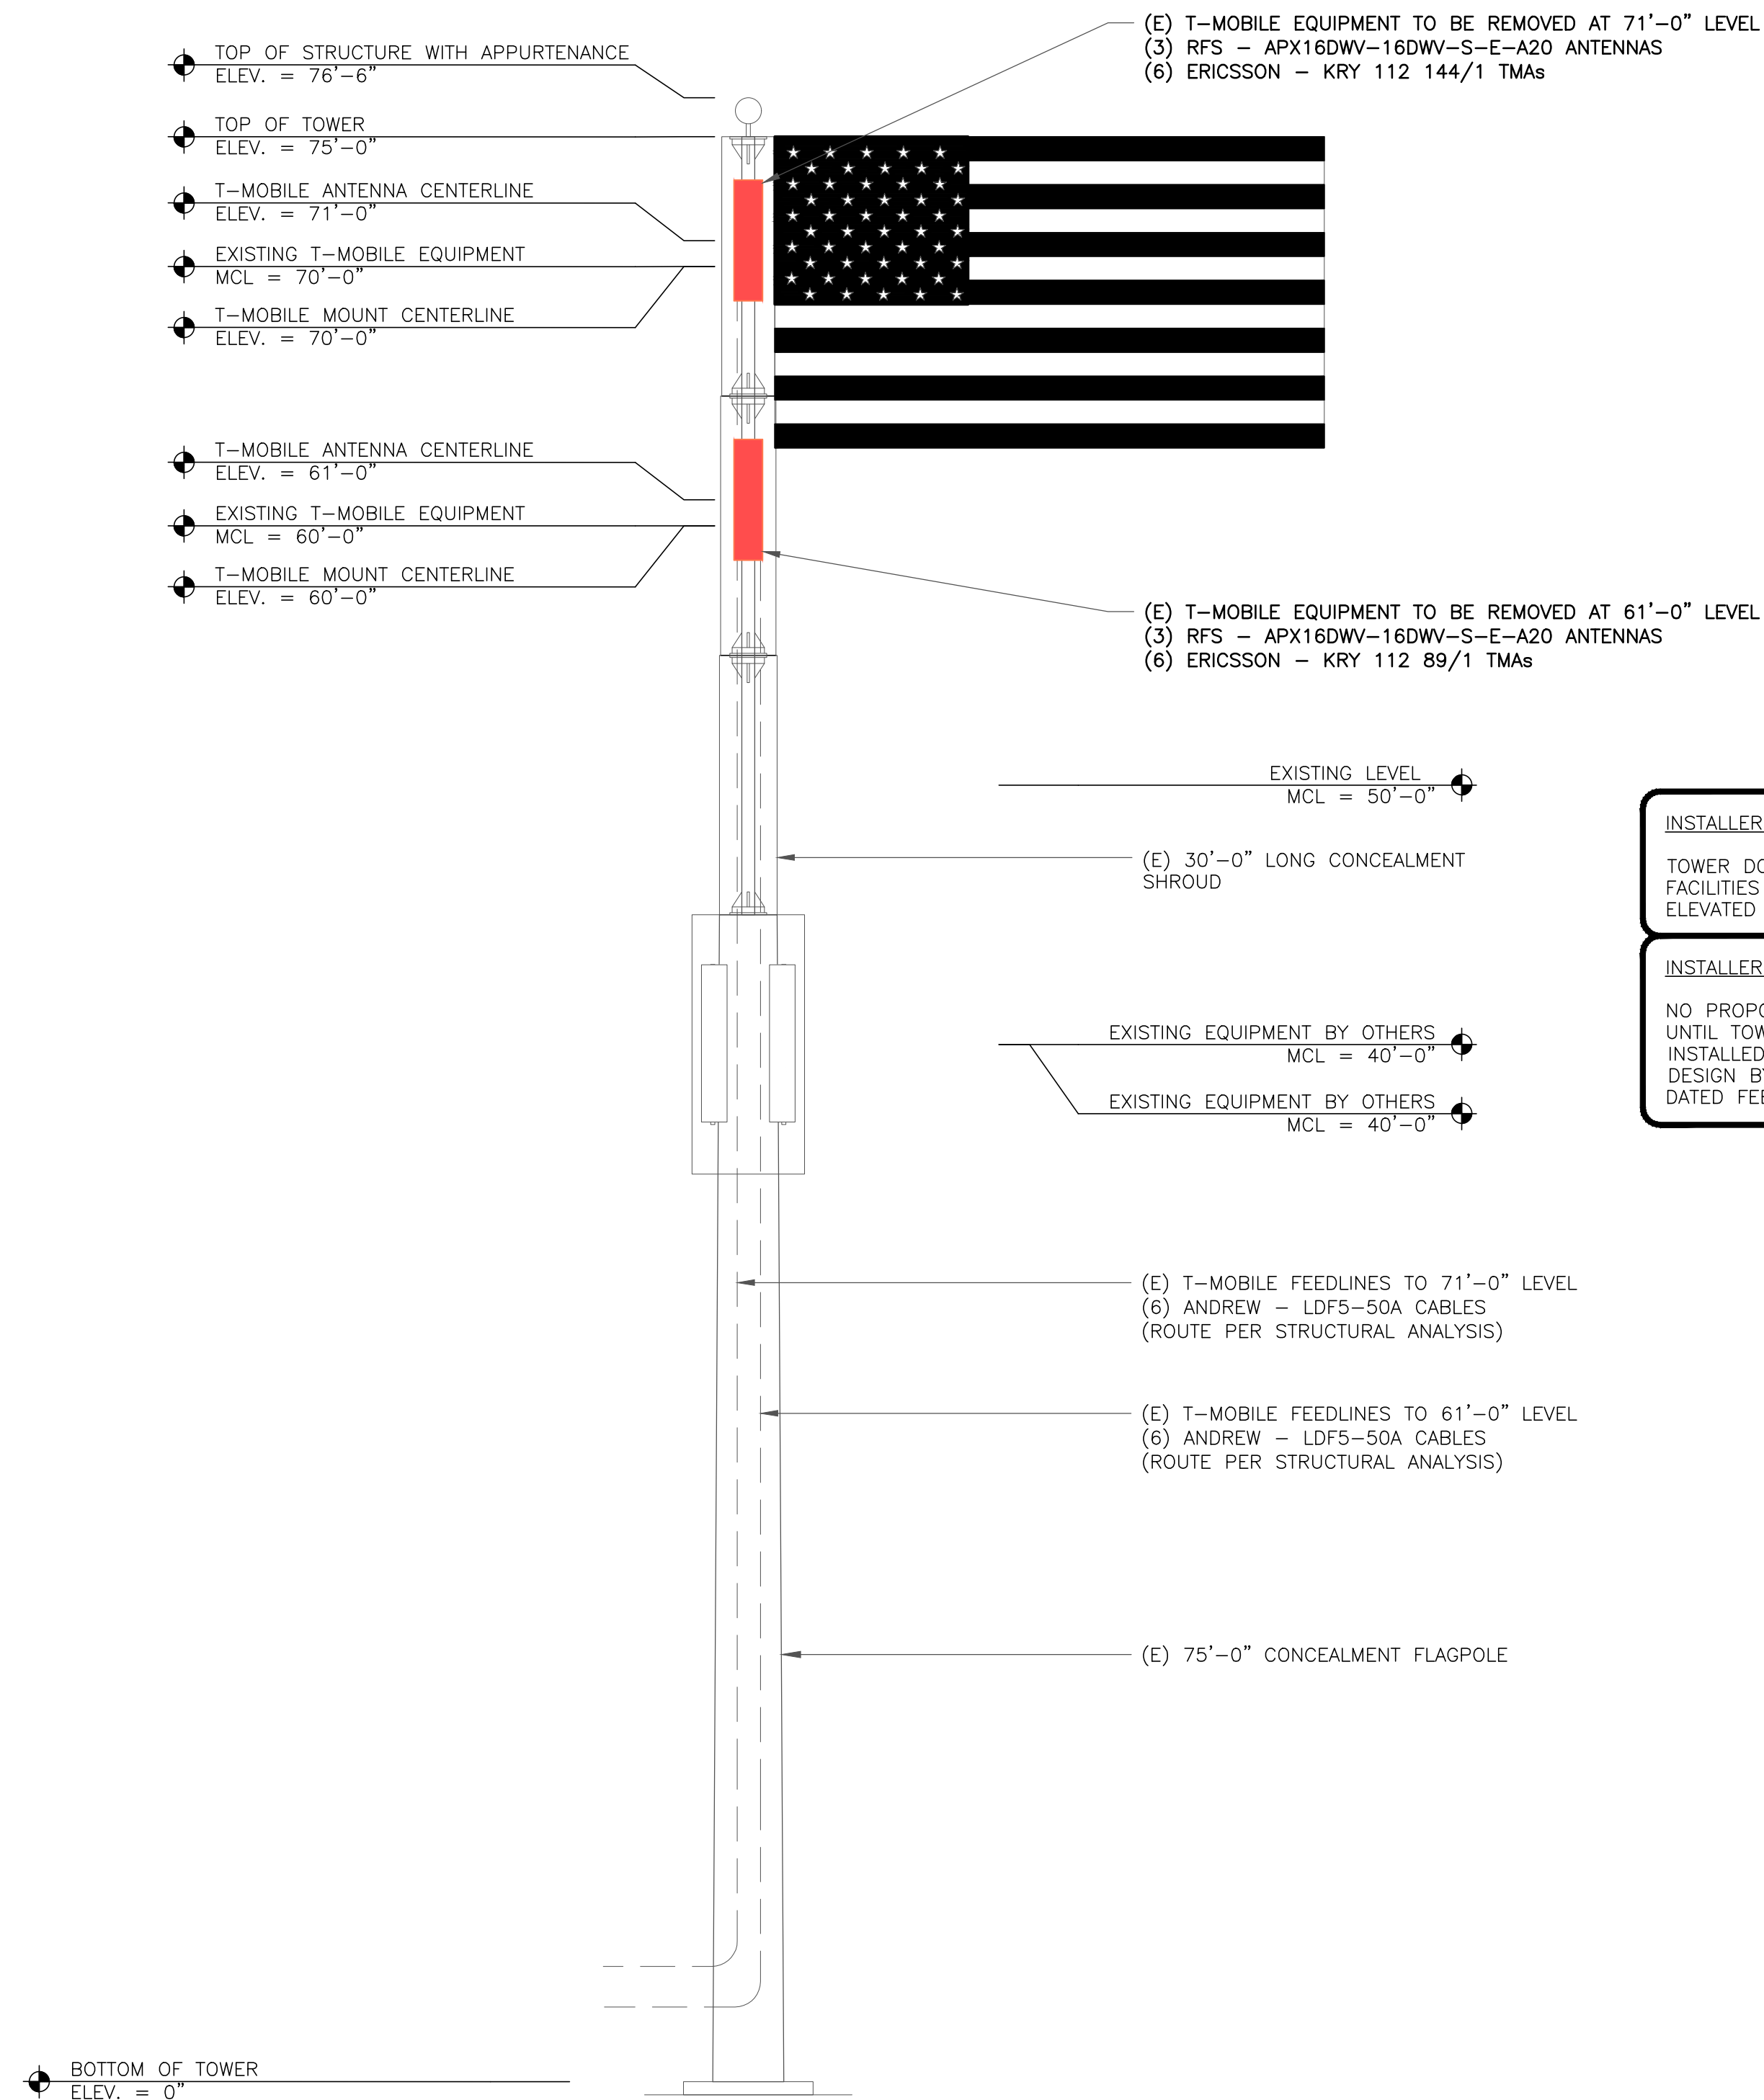 (E) T-MOBILE EQUIPMENT TO BE REMOVED AT 71'-0" LEVEL
(3) RFS - APX16DWV-16DWV-S-E-A20 ANTENNAS
(6) ERICSSON - KRY 112 144/1 TMAs
TOP OF STRUCTURE WITH APPURTENANCE
ELEV. = 76'-6"
TOP OF TOWER
ELEV. = 75'-0"
T-MOBILE ANTENNA CENTERLINE
ELEV. = 71'-0"
EXISTING T-MOBILE EQUIPMENT
MCL = 70'-0"
T-MOBILE MOUNT CENTERLINE
ELEV. = 70'-0"
T-MOBILE ANTENNA CENTERLINE
ELEV. = 61'-0"
EXISTING T-MOBILE EQUIPMENT
MCL = 60'-0"
T-MOBILE MOUNT CENTERLINE
ELEV. = 60'-0"
(E) T-MOBILE EQUIPMENT TO BE REMOVED AT 61'-0" LEVEL
(3) RFS - APX16DWV-16DWV-S-E-A20 ANTENNAS
(6) ERICSSON - KRY 112 89/1 TMAs
EXISTING LEVEL
MCL = 50'-0"
(E) 30'-0" LONG CONCEALMENT
SHROUD
INSTALLER
TOWER
FACILITIES
ELEVATED
INSTALLER
NO
UNTIL
INSTALLED
DESIGN
DATED
EXISTING EQUIPMENT BY OTHERS
MCL = 40'-0"
EXISTING EQUIPMENT BY OTHERS
MCL = 40'-0"
(E) T-MOBILE FEEDLINES TO 71'-0" LEVEL
(6) ANDREW - LDF5-50A CABLES
(ROUTE PER STRUCTURAL ANALYSIS)
(E) T-MOBILE FEEDLINES TO 61'-0" LEVEL
(6) ANDREW - LDF5-50A CABLES
(ROUTE PER STRUCTURAL ANALYSIS)
(E) 75'-0" CONCEALMENT FLAGPOLE
BOTTOM OF TOWER
ELEV. = 0"